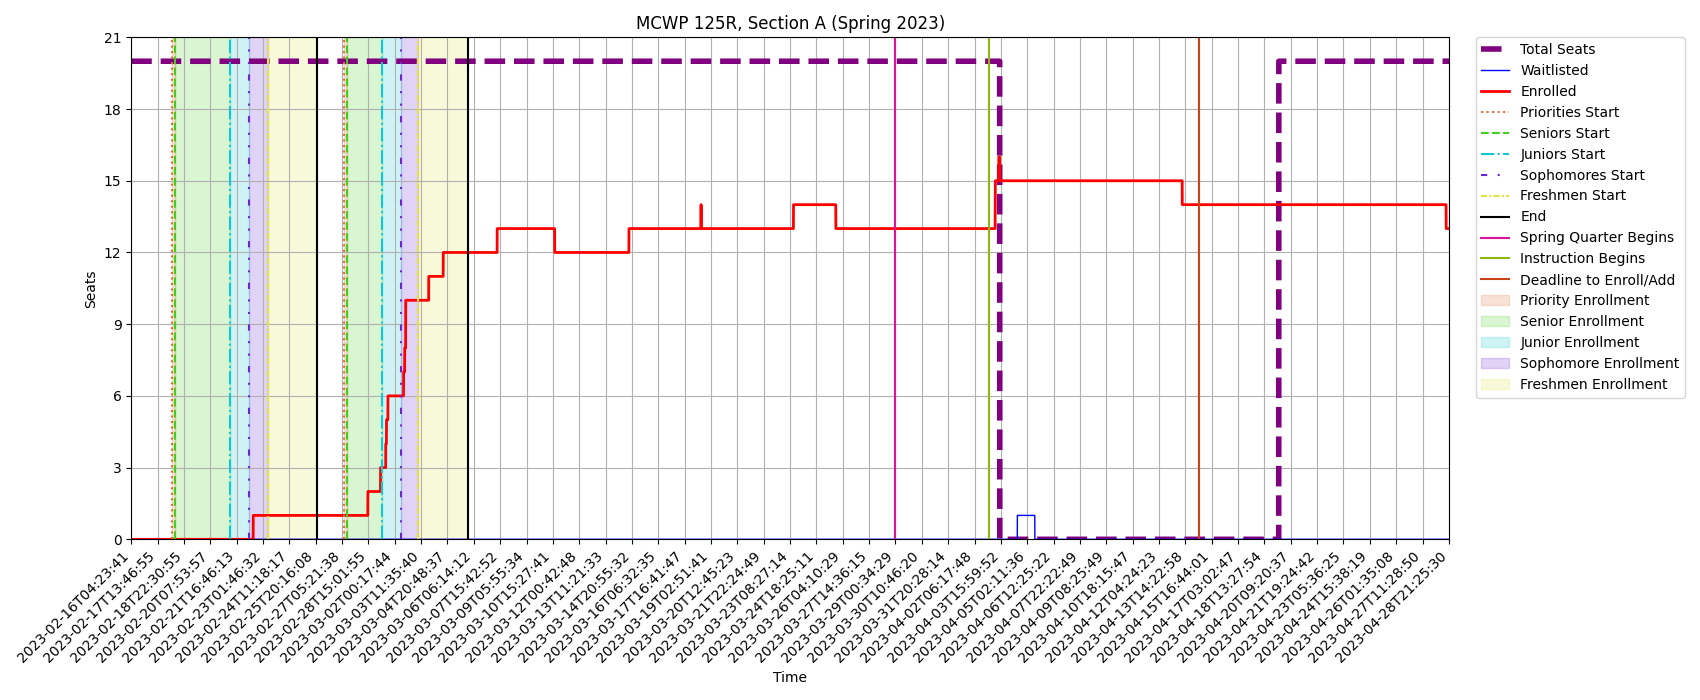 MCWP 125R, Section A (Spring 2023)
Seats
21
18
15
12
9
6
3
0
2023-02-16T04:23:41
2023-02-17T13:46:55
2023-02-18T22:30:55
2023-02-20T07:53:57
2023-02-21T16:46:13
2023-02-23T01:46:32
2023-02-24T11:18:17
2023-02-25T20:16:08
2023-02-27T05:21:38
2023-02-28T15:01:55
2023-03-02T00:17:44
2023-03-03T11:35:40
2023-03-04T20:48:37
2023-03-06T06:14:12
2023-03-07T15:42:52
2023-03-09T05:55:34
2023-03-10T15:27:41
2023-03-12T00:42:48
2023-03-13T11:21:33
2023-03-14T20:55:32
2023-03-16T06:32:35
2023-03-17T16:41:47
2023-03-19T02:51:41
2023-03-20T12:45:23
2023-03-21T22:24:49
2023-03-23T08:27:14
2023-03-24T18:25:11
2023-03-26T04:10:29
2023-03-27T14:36:15
2023-03-29T00:34:29
2023-03-30T10:46:20
2023-03-31T20:28:14
2023-04-02T06:17:48
2023-04-03T15:59:52
2023-04-05T02:11:36
2023-04-06T12:25:22
2023-04-07T22:22:49
2023-04-09T08:25:49
2023-04-10T18:15:47
2023-04-12T04:24:23
2023-04-13T14:22:58
2023-04-15T16:44:01
2023-04-17T03:02:47
2023-04-18T13:27:54
2023-04-20T09:20:37
2023-04-21T19:24:42
2023-04-23T05:36:25
2023-04-24T15:38:19
2023-04-26T01:35:08
2023-04-27T11:28:50
2023-04-28T21:25:30
Time
Total Seats
Waitlisted
Enrolled
Priorities Start
Seniors Start
Juniors Start
Sophomores Start
Freshmen Start
End
Spring Quarter Begins
Instruction Begins
Deadline to Enroll/Add
Priority Enrollment
Senior Enrollment
Junior Enrollment
Sophomore Enrollment
Freshmen Enrollment